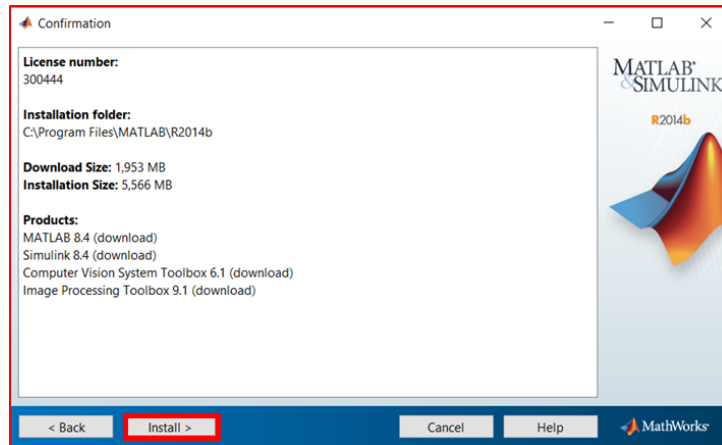 Confirmation
License number:
300444
Installation folder:
C:\Program Files\MATLAB\R2014b
Download Size: 1,953 MB
Installation Size: 5,566 MB
Products:
MATLAB 8.4 (download)
Simulink 8.4 (download)
Computer Vision System Toolbox 6.1 (download)
Image Processing Toolbox 9.1 (download)
MATLAB®
&SIMULINK
R2014b
< Back
Install >
Cancel
Help
MathWorks®